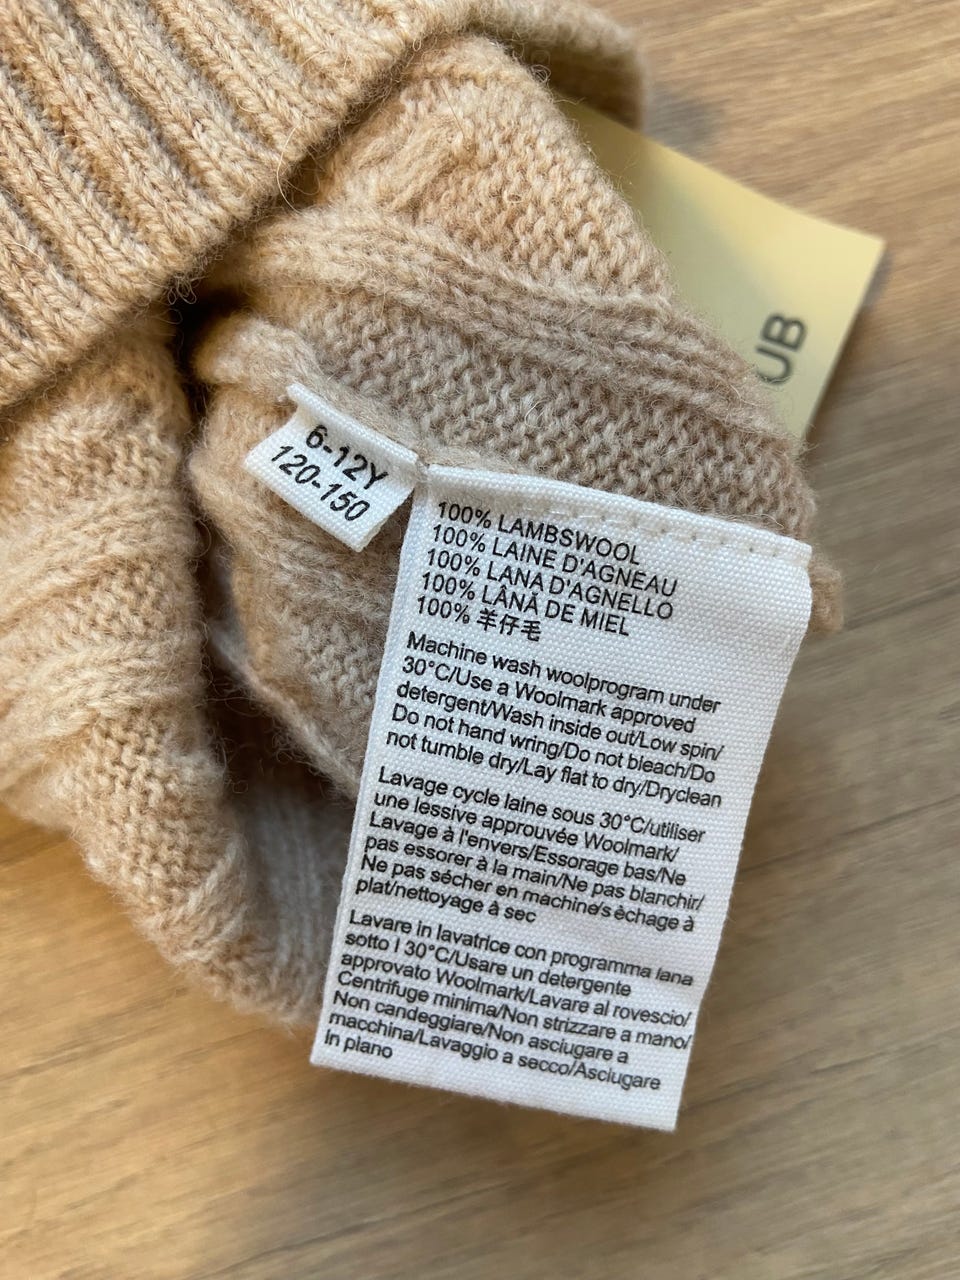 UB
6-12Y
120-150
100% LAMBSWOOL
100% LAINE D'AGNEAU
100% LANA D'AGNELLO
100% LÂNĂ DE MIEL
100% 羊仔毛
Machine wash woolprogram under
30°C/Use a Woolmark approved
detergent/Wash inside out/Low spin/
Do not hand wring/Do not bleach/Do
not tumble dry/Lay flat to dry/Dryclean
Lavage cycle laine sous 30°C/utiliser
une lessive approuvée Woolmark/
Lavage à l'envers/Essorage bas/Ne
pas essorer à la main/Ne pas blanchir/
Ne pas sécher en machine's èchage à
plat/nettoyage à sec
Lavare in lavatrice con programma lana
sotto I 30°C/Usare un detergente
approvato Woolmark/Lavare al rovescio/
Centrifuge minima/Non strizzare a mano/
Non candeggiare/Non asciugare a
macchina/Lavaggio a secco/Asciugare
in plano